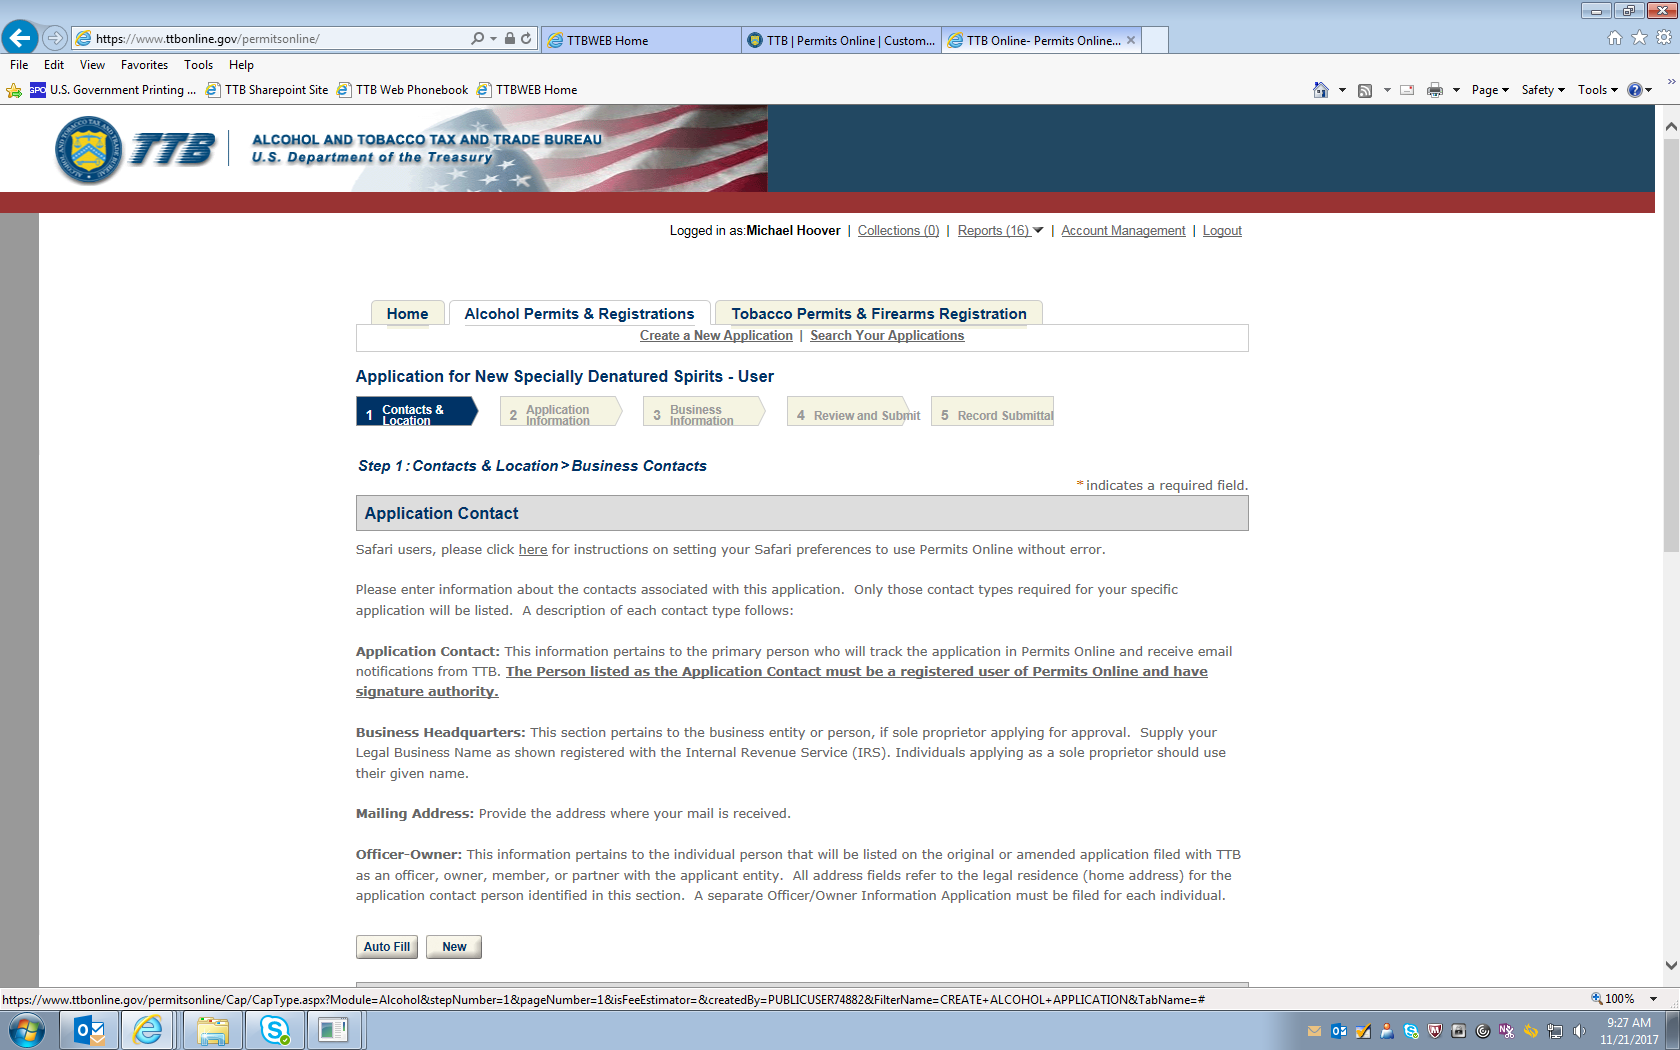 https://www.ttbonline.gov/permitsonline/
TTBWEB Home
TTB | Permits Online | Custom...
TTB Online- Permits Online...
File Edit View Favorites Tools Help
GPO U.S. Government Printing ... TTB Sharepoint Site TTB Web Phonebook TTBWEB Home
Page Safety Tools
TTB ALCOHOL AND TOBACCO TAX AND TRADE BUREAU
U.S. Department of the Treasury
Logged in as:Michael Hoover | Collections (0) | Reports (16) | Account Management | Logout
Home Alcohol Permits & Registrations Tobacco Permits & Firearms Registration
Create a New Application | Search Your Applications
Application for New Specially Denatured Spirits - User
1 Contacts & Location
2 Application Information
3 Business Information
4 Review and Submit
5 Record Submittal
Step 1: Contacts & Location>Business Contacts
* indicates a required field.
Application Contact
Safari users, please click here for instructions on setting your Safari preferences to use Permits Online without error.
Please enter information about the contacts associated with this application. Only those contact types required for your specific
application will be listed. A description of each contact type follows:
Application Contact: This information pertains to the primary person who will track the application in Permits Online and receive email
notifications from TTB. The Person listed as the Application Contact must be a registered user of Permits Online and have
signature authority.
Business Headquarters: This section pertains to the business entity or person, if sole proprietor applying for approval. Supply your
Legal Business Name as shown registered with the Internal Revenue Service (IRS). Individuals applying as a sole proprietor should use
their given name.
Mailing Address: Provide the address where your mail is received.
Officer-Owner: This information pertains to the individual person that will be listed on the original or amended application filed with TTB
as an officer, owner, member, or partner with the applicant entity. All address fields refer to the legal residence (home address) for the
application contact person identified in this section. A separate Officer/Owner Information Application must be filed for each individual.
Auto Fill New
https://www.ttbonline.gov/permitsonline/Cap/CapType.aspx?Module=Alcohol&stepNumber=1&pageNumber=1&isFeeEstimator=&createdBy=PUBLICUSER74882&FilterName=CREATE+ALCOHOL+APPLICATION&TabName=#
100%
9:27 AM
11/21/2017